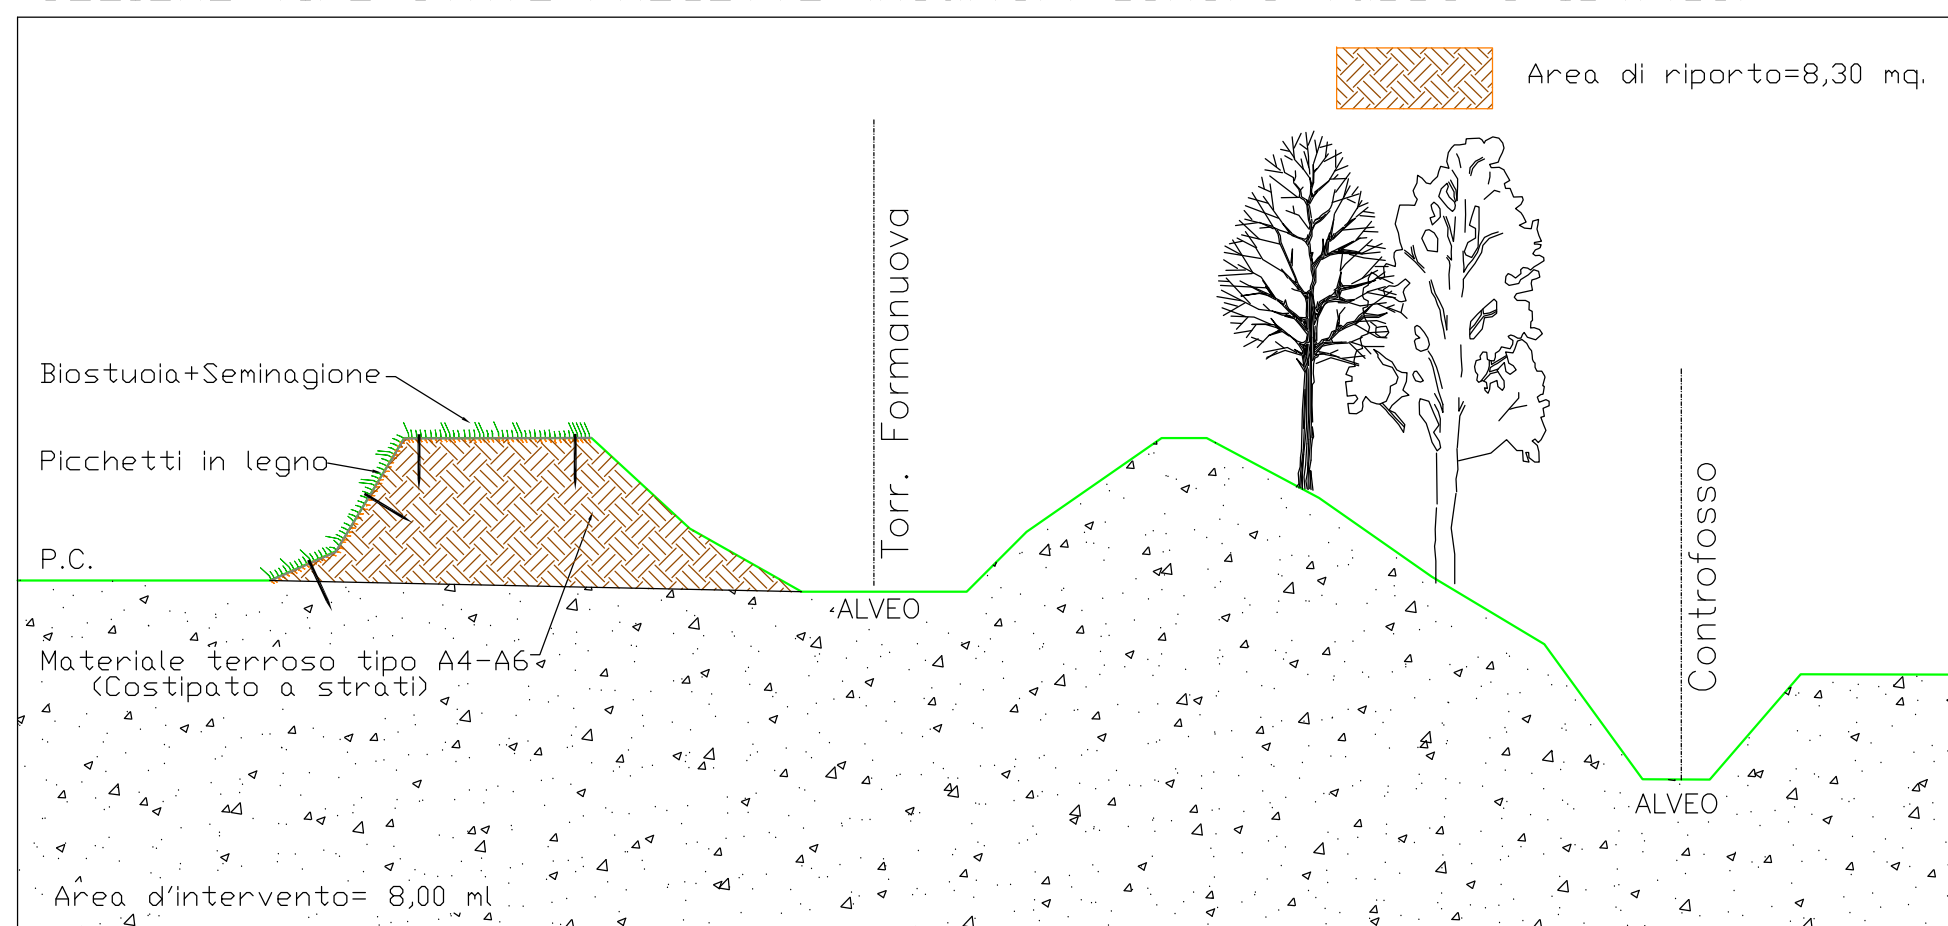 Area di riporto=8,30 mq.
Torr. Formanuova
Biostuoia+Seminagione
Picchetti in legno
P.C.
ALVEO
Controfosso
Materiale terroso tipo A4-A6
(Costipato a strati)
ALVEO
Area d'intervento= 8,00 ml